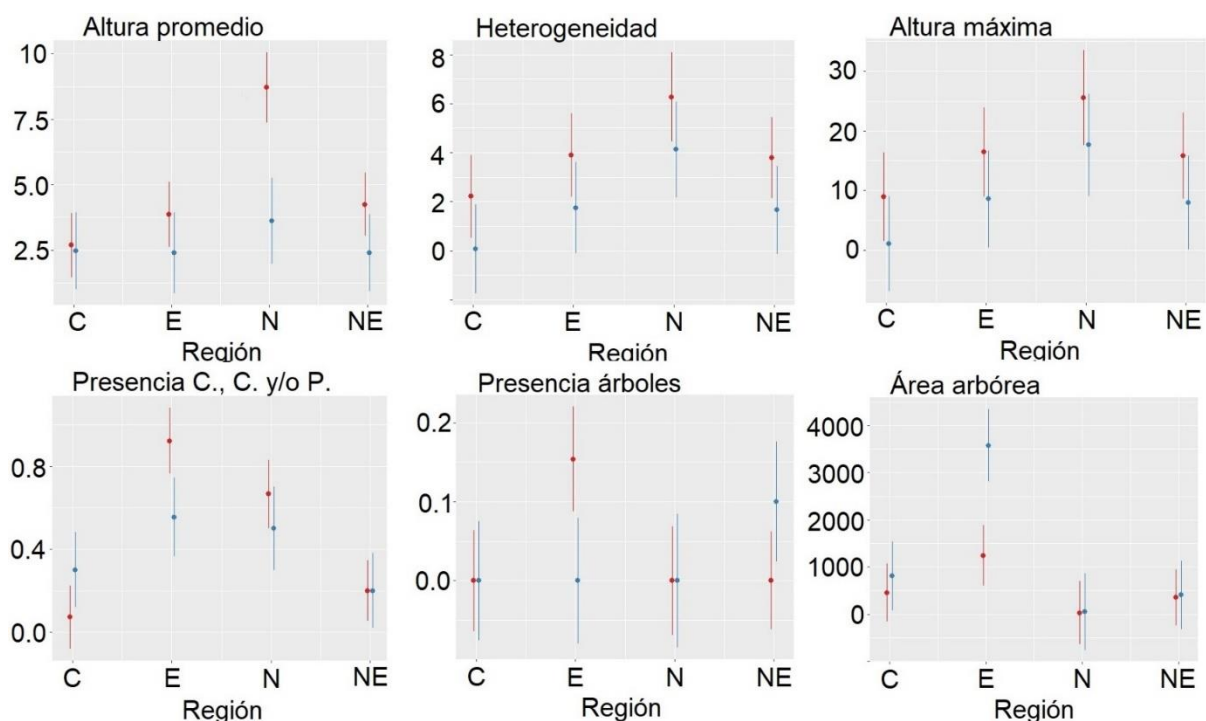 Altura promedio
10
7.5
5.0
2.5
C E N NE
Región
Heterogeneidad
8
6
4
2
0
C E N NE
Región
Altura máxima
30
20
10
0
C E N NE
Región
Presencia C., C. y/o P.
0.8
0.4
0.0
C E N NE
Región
Presencia árboles
0.2
0.1
0.0
C E N NE
Región
Área arbórea
4000
3000
2000
1000
0
C E N NE
Región